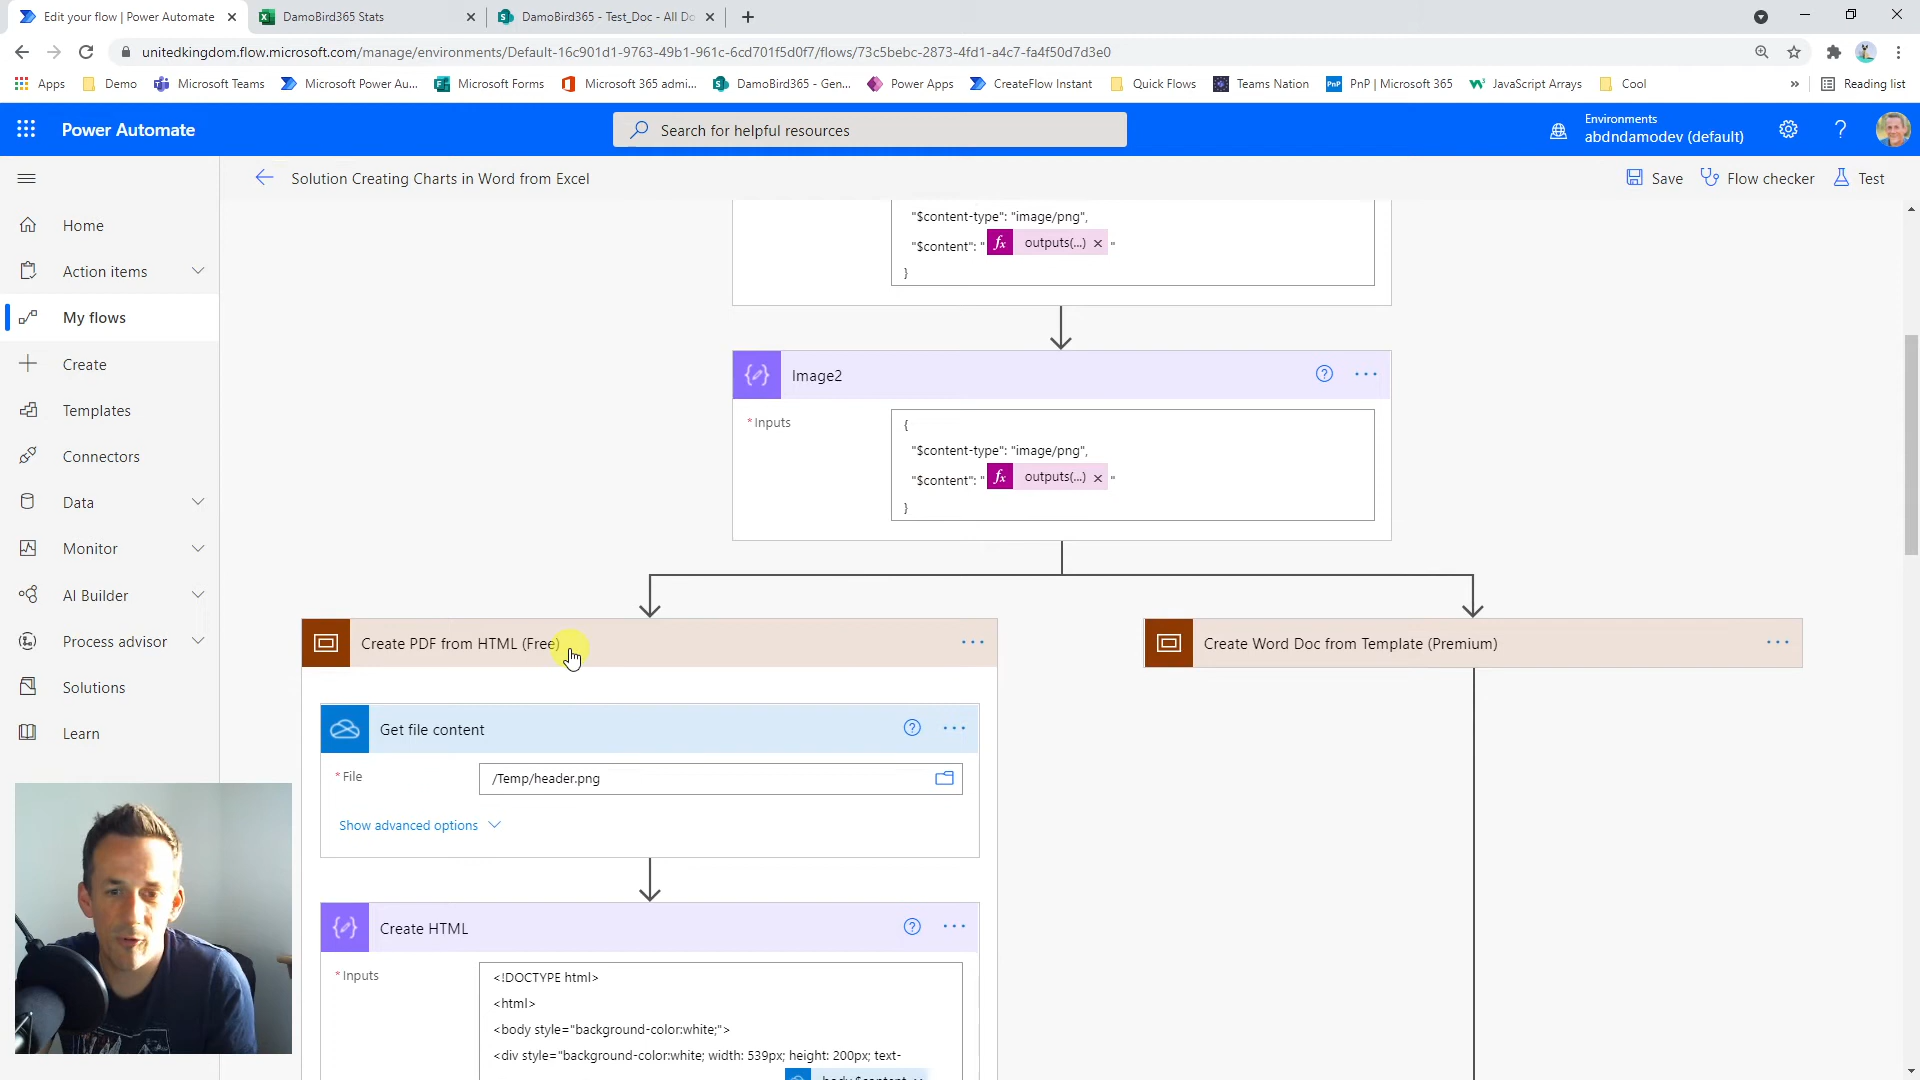 Edit your flow | Power Automate
DamoBird365 Stats
DamoBird365 - Test_Doc - All Do
unitedkingdom.flow.microsoft.com/manage/environments/Default-16c901d1-9763-49b1-961c-6cd701f5d0f7/flows/73c5bebc-2873-4fd1-a4c7-fa4f50d7d3e0
Apps
Demo
Microsoft Teams
Microsoft Power Au...
Microsoft Forms
Microsoft 365 admi...
DamoBird365 - Gen...
Power Apps
CreateFlow Instant
Quick Flows
Teams Nation
PnP | Microsoft 365
JavaScript Arrays
Cool
»
Reading list
Power Automate
Search for helpful resources
Environments
abdndamodev (default)
Solution Creating Charts in Word from Excel
Save
Flow checker
Test
Home
Action items
My flows
Create
Templates
Connectors
Data
Monitor
AI Builder
Process advisor
Solutions
Learn
"$content-type": "image/png",
"$content": " fx outputs(...) × "
}
Image2
* Inputs
{
"$content-type": "image/png",
"$content": " fx outputs(...) × "
}
Create PDF from HTML (Free)
Create Word Doc from Template (Premium)
Get file content
* File
/Temp/header.png
Show advanced options
Create HTML
* Inputs
<!DOCTYPE html>
<html>
<body style="background-color:white;">
<div style="background-color:white; width: 539px; height: 200px; text-